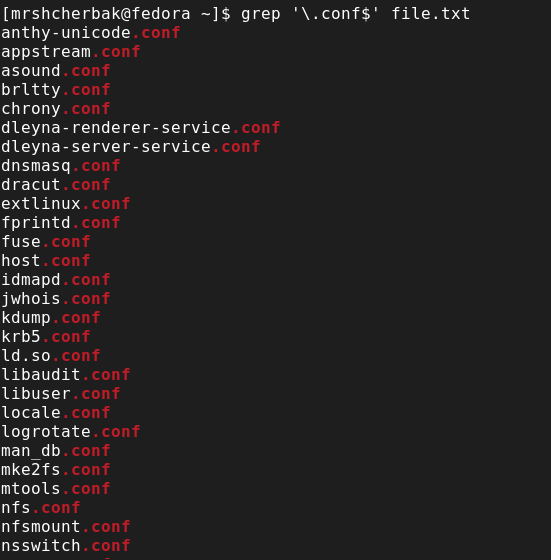 [mrshcherbak@fedora ~]$ grep '\.conf$' file.txt
anthy-unicode.conf
appstream.conf
asound.conf
brltty.conf
chrony.conf
dleyna-renderer-service.conf
dleyna-server-service.conf
dnsmasq.conf
dracut.conf
extlinux.conf
fprintd.conf
fuse.conf
host.conf
idmapd.conf
jwhois.conf
kdump.conf
krb5.conf
ld.so.conf
libaudit.conf
libuser.conf
locale.conf
logrotate.conf
man_db.conf
mke2fs.conf
mtools.conf
nfs.conf
nfsmount.conf
nsswitch.conf